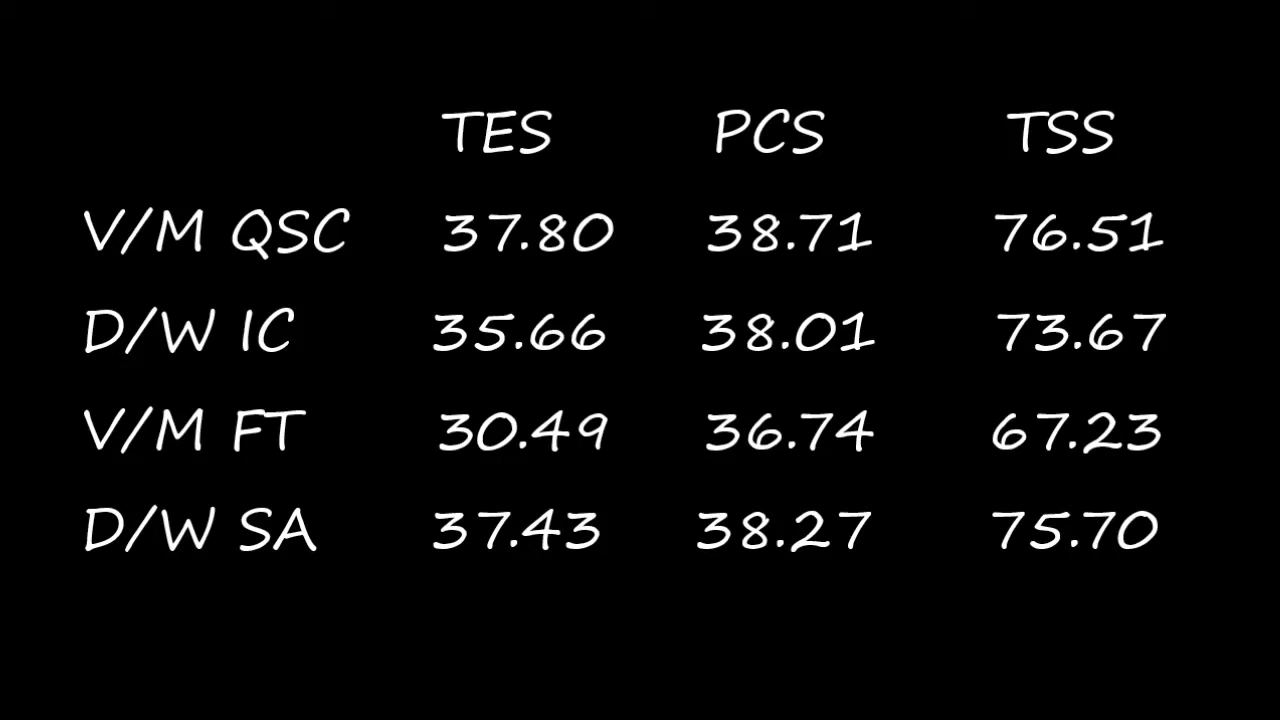 TES PCS TSS
V/M QSC 37.80 38.71 76.51
D/W IC 35.66 38.01 73.67
V/M FT 30.49 36.74 67.23
D/W SA 37.43 38.27 75.70